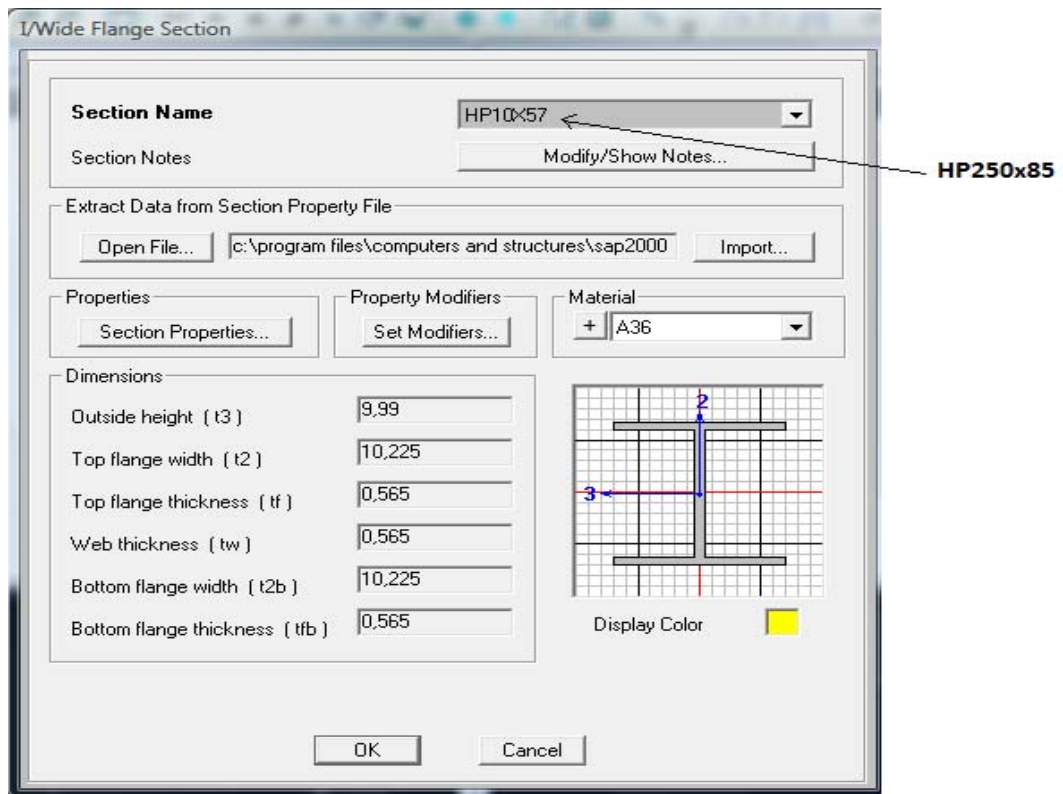 I/Wide Flange Section
Section Name
HP10X57
Section Notes
Modify/Show Notes...
HP250x85
Extract Data from Section Property File
Open File...
c:\program files\computers and structures\sap2000
Import...
Properties
Section Properties...
Property Modifiers
Set Modifiers...
Material
+
A36
Dimensions
Outside height ( t3 )
9,99
Top flange width ( t2 )
10,225
Top flange thickness ( tf )
0,565
Web thickness ( tw )
0,565
Bottom flange width ( t2b )
10,225
Bottom flange thickness ( tfb )
0,565
2
3
Display Color
OK
Cancel